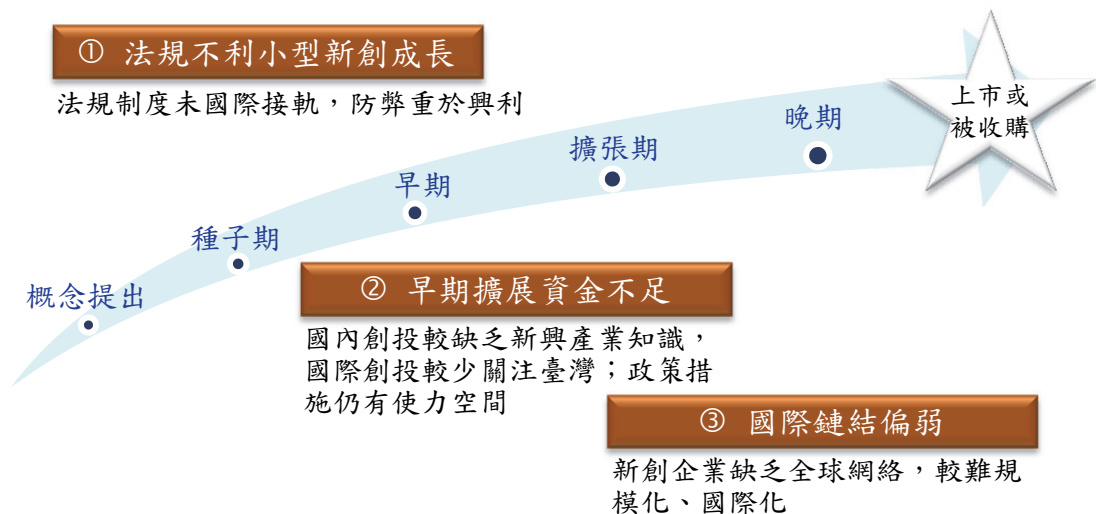 ① 法規不利小型新創成長
法規制度未國際接軌，防弊重於興利
上市或
被收購
晚期
擴張期
早期
種子期
概念提出
② 早期擴展資金不足
國內創投較缺乏新興產業知識，
國際創投較少關注臺灣；政策措
施仍有使力空間
③ 國際鏈結偏弱
新創企業缺乏全球網絡，較難規
模化、國際化